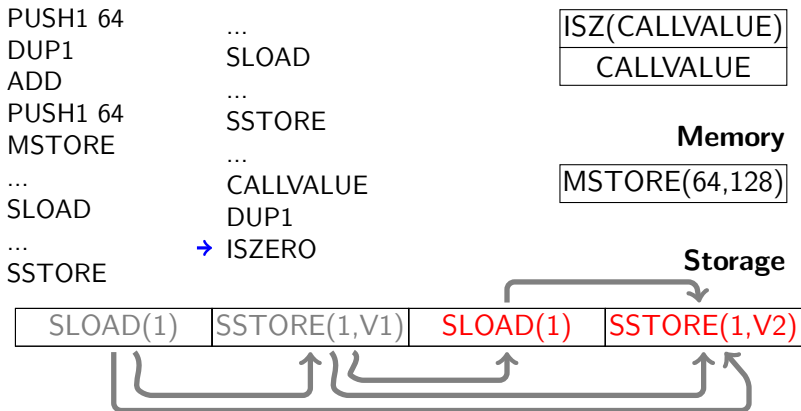 PUSH1 64
DUP1
ADD
PUSH1 64
MSTORE
...
SLOAD
...
SSTORE
...
SLOAD
...
SSTORE
...
CALLVALUE
DUP1
ISZERO
ISZ(CALLVALUE)
CALLVALUE
Memory
MSTORE(64,128)
Storage
SLOAD(1) SSTORE(1,V1) SLOAD(1) SSTORE(1,V2)